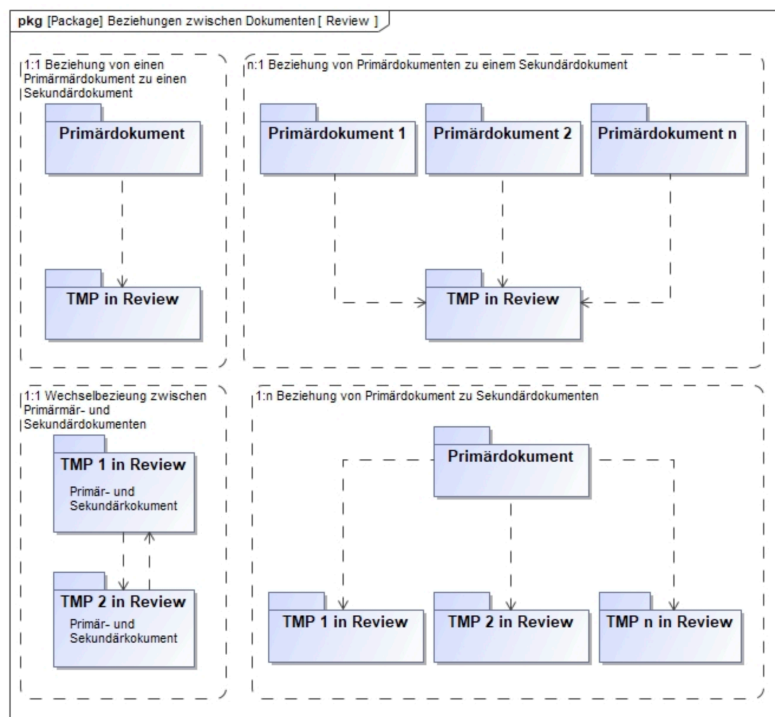 pkg [Package] Beziehungen zwischen Dokumenten [ Review ]
1:1 Beziehung von einen
Primärmärdokument zu einen
Sekundärdokument
Primärdokument
TMP in Review
n:1 Beziehung von Primärdokumenten zu einem Sekundärdokument
Primärdokument 1
Primärdokument 2
Primärdokument n
TMP in Review
1:1 Wechselbezieung zwischen
Primärmär- und
Sekundärdokumenten
TMP 1 in Review
Primär- und
Sekundärkokument
TMP 2 in Review
Primär- und
Sekundärkokument
1:n Beziehung von Primärdokument zu Sekundärdokumenten
Primärdokument
TMP 1 in Review
TMP 2 in Review
TMP n in Review